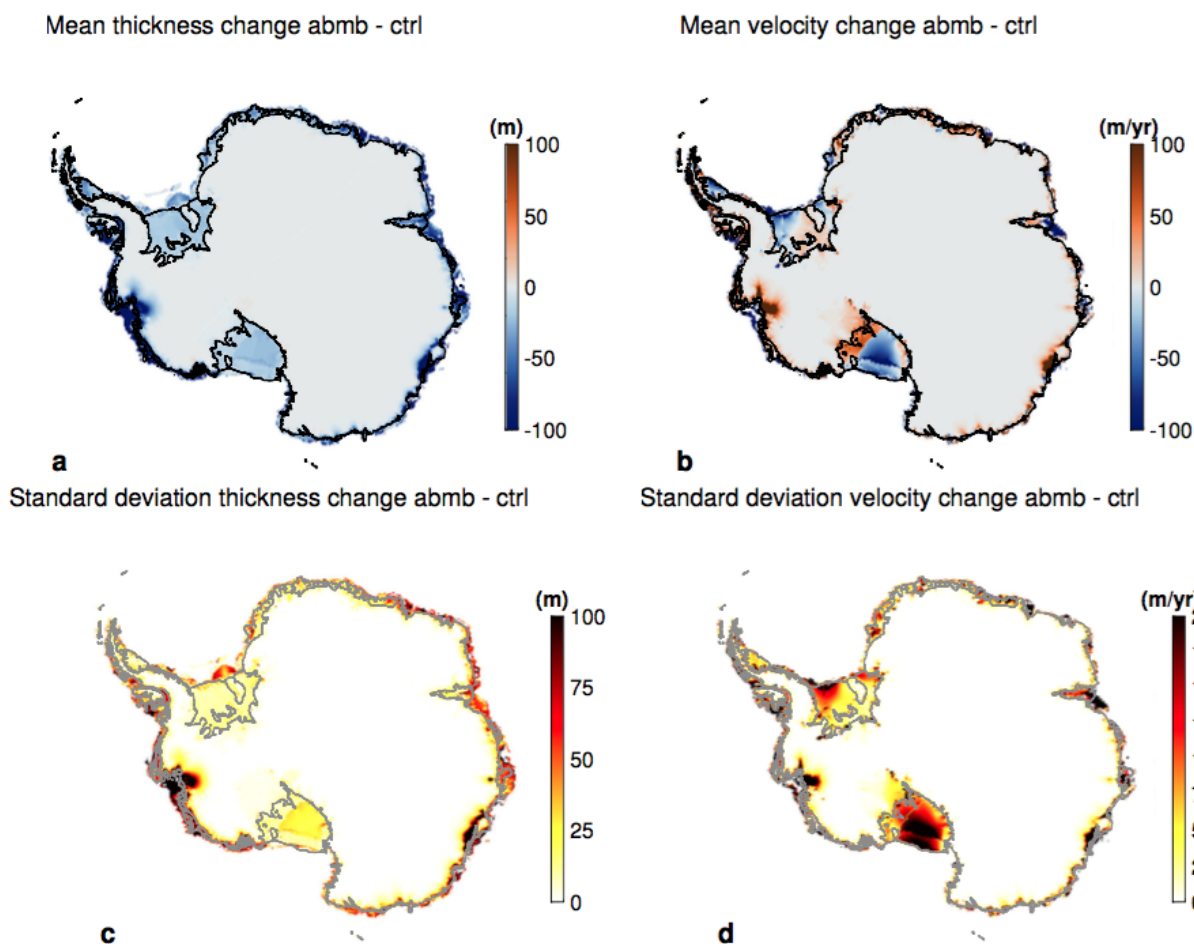 Mean thickness change abmb - ctrl
Mean velocity change abmb - ctrl
(m)
100
50
0
-50
-100
a
(m/yr)
100
50
0
-50
-100
b
Standard deviation thickness change abmb - ctrl
Standard deviation velocity change abmb - ctrl
(m)
100
75
50
25
0
c
(m/yr)
d